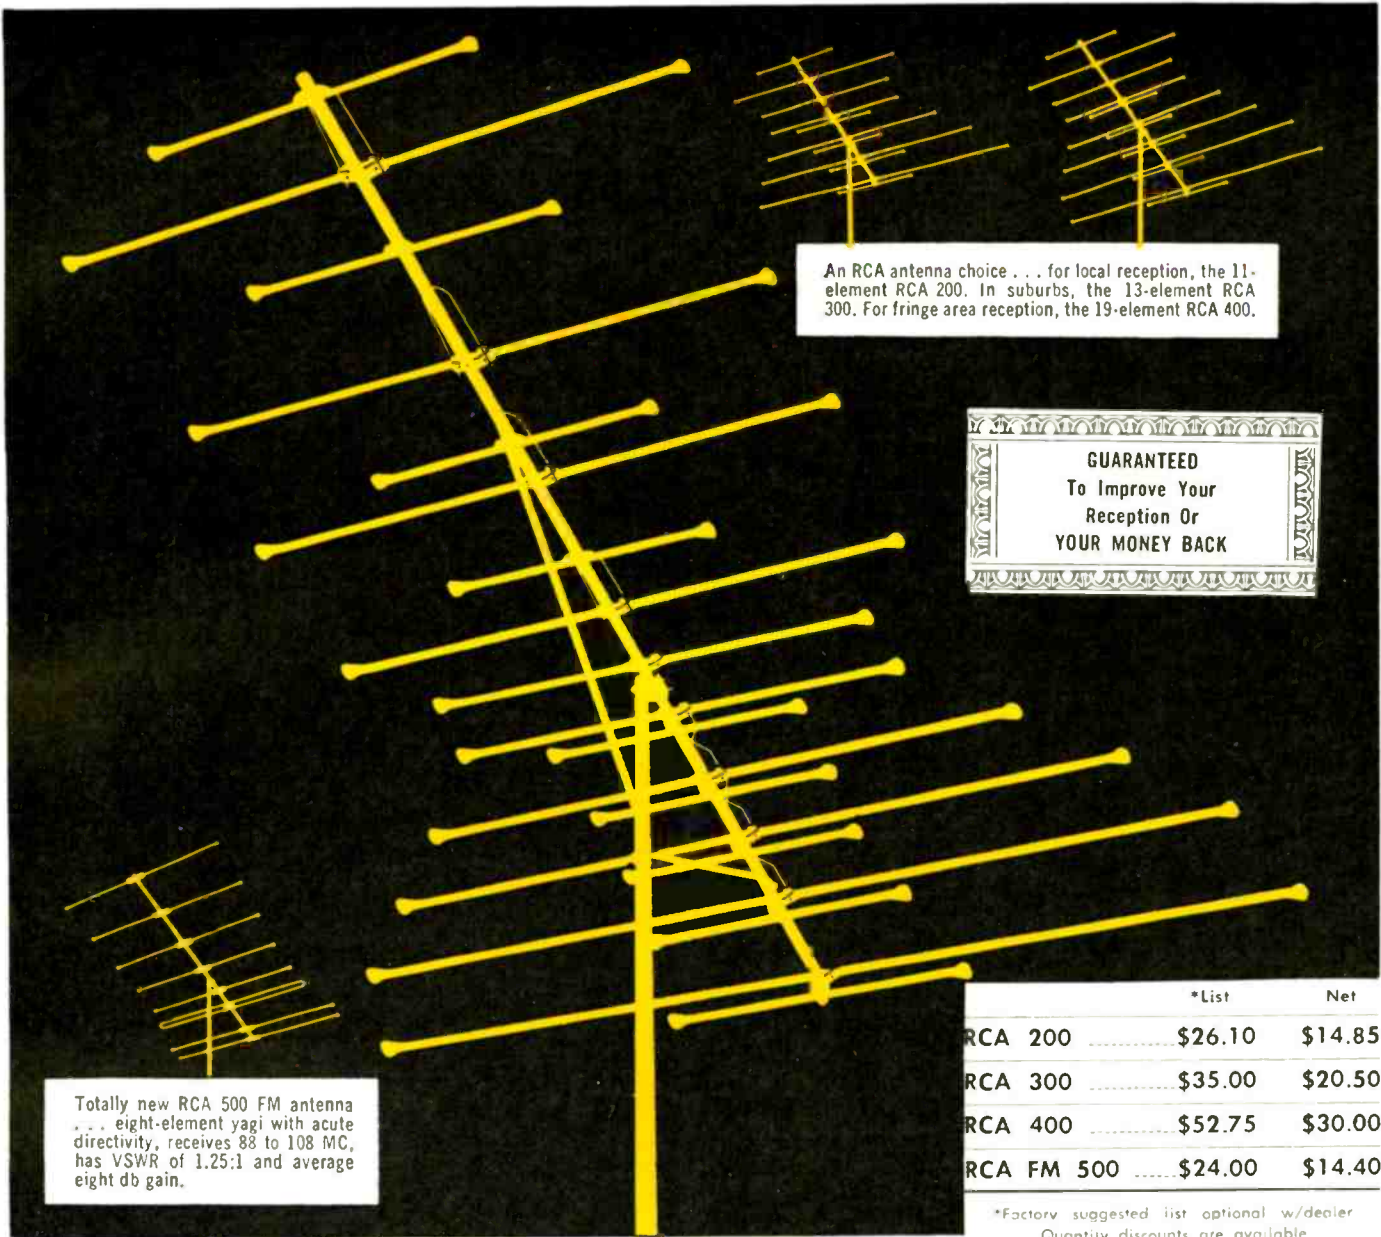 An RCA antenna choice . . . for local reception, the 11-
element RCA 200. In suburbs, the 13-element RCA
300. For fringe area reception, the 19-element RCA 400.
GUARANTEED
To Improve Your
Reception Or
YOUR MONEY BACK
Totally new RCA 500 FM antenna
. . . eight-element yagi with acute
directivity, receives 88 to 108 MC,
has VSWR of 1.25:1 and average
eight db gain.
*List Net
RCA 200 .......... $26.10 $14.85
RCA 300 .......... $35.00 $20.50
RCA 400 .......... $52.75 $30.00
RCA FM 500 ..... $24.00 $14.40
*Factory suggested list optional w/dealer
Quantity discounts are available